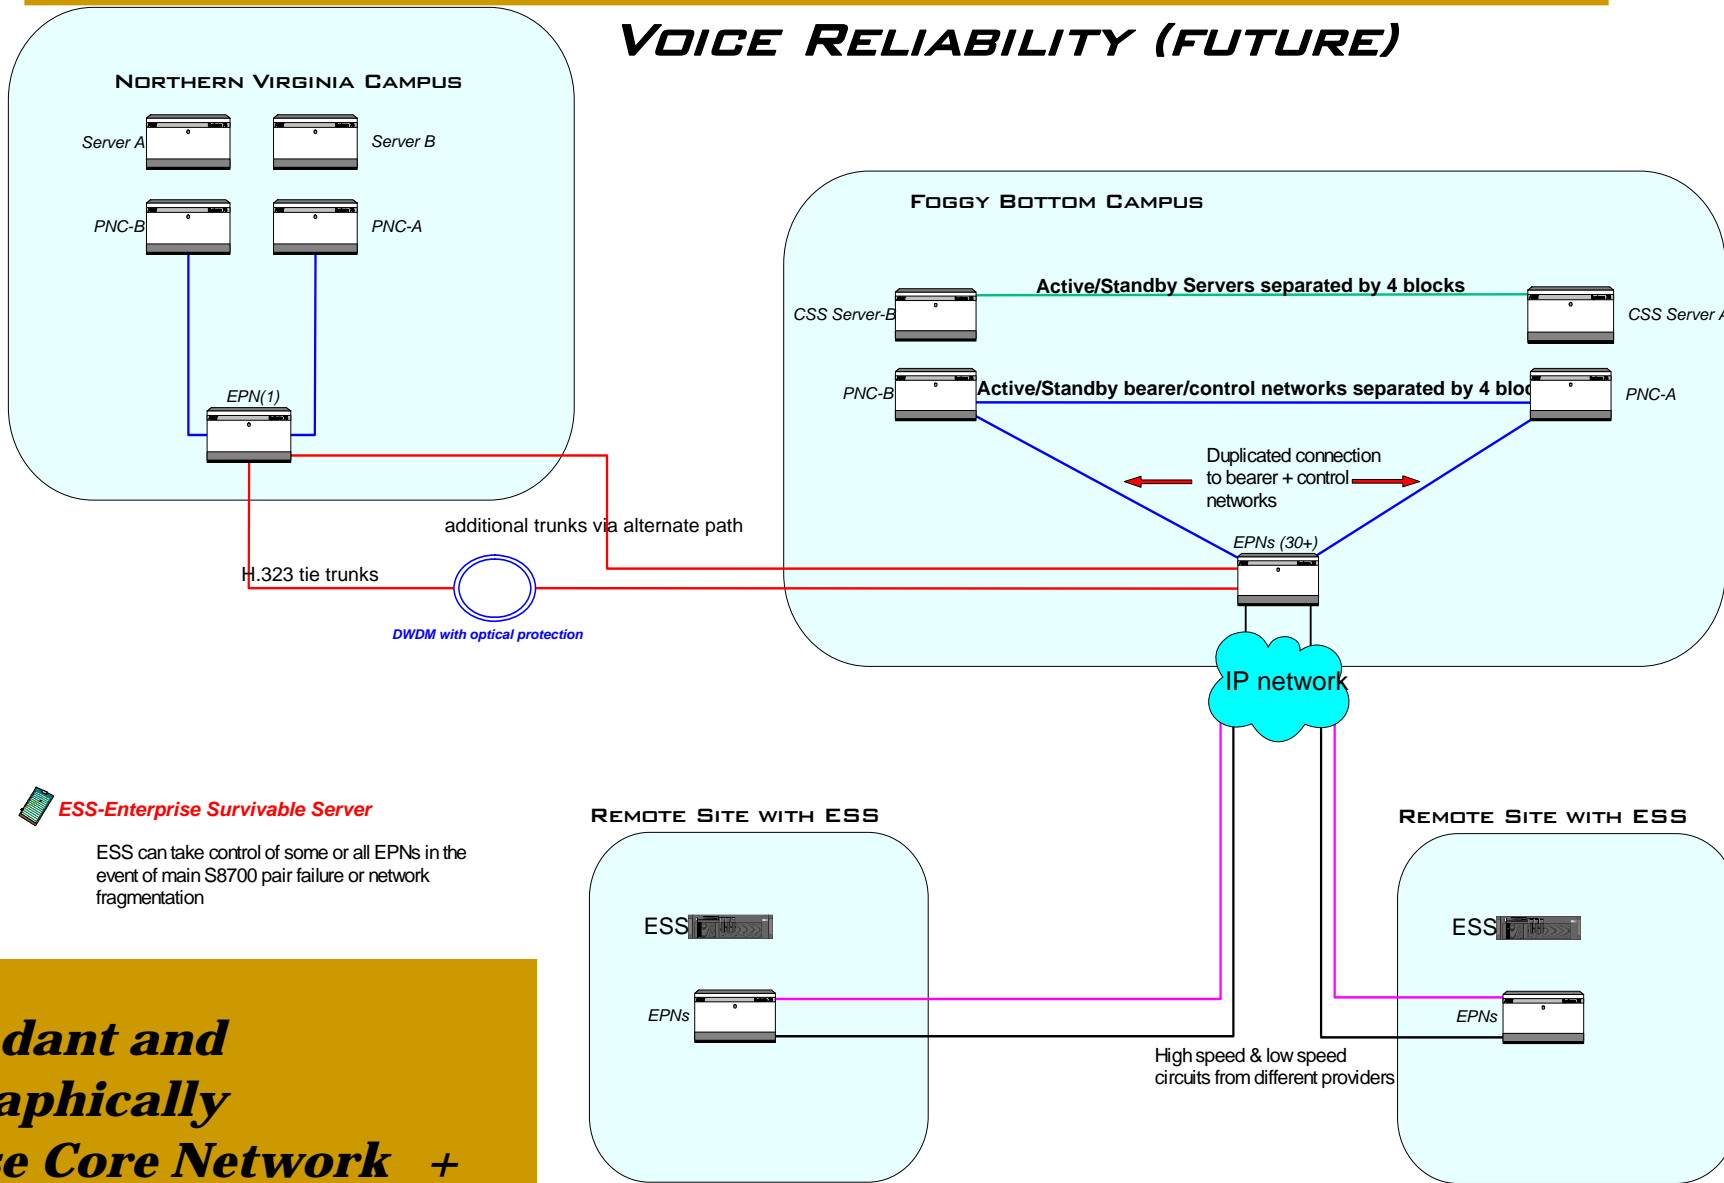 VOICE RELIABILITY (FUTURE)
NORTHERN VIRGINIA CAMPUS
Server A
Server B
PNC-B
PNC-A
EPN(1)
FOGGY BOTTOM CAMPUS
Active/Standby Servers separated by 4 blocks
CSS Server-B
CSS Server A
Active/Standby bearer/control networks separated by 4 bloc
PNC-B
PNC-A
Duplicated connection
to bearer + control
networks
EPNs (30+)
additional trunks via alternate path
H.323 tie trunks
DWDM with optical protection
IP network
ESS-Enterprise Survivable Server
ESS can take control of some or all EPNs in the
event of main S8700 pair failure or network
fragmentation
REMOTE SITE WITH ESS
ESS
EPNs
REMOTE SITE WITH ESS
ESS
EPNs
High speed & low speed
circuits from different providers
dant and
aphically
se Core Network +